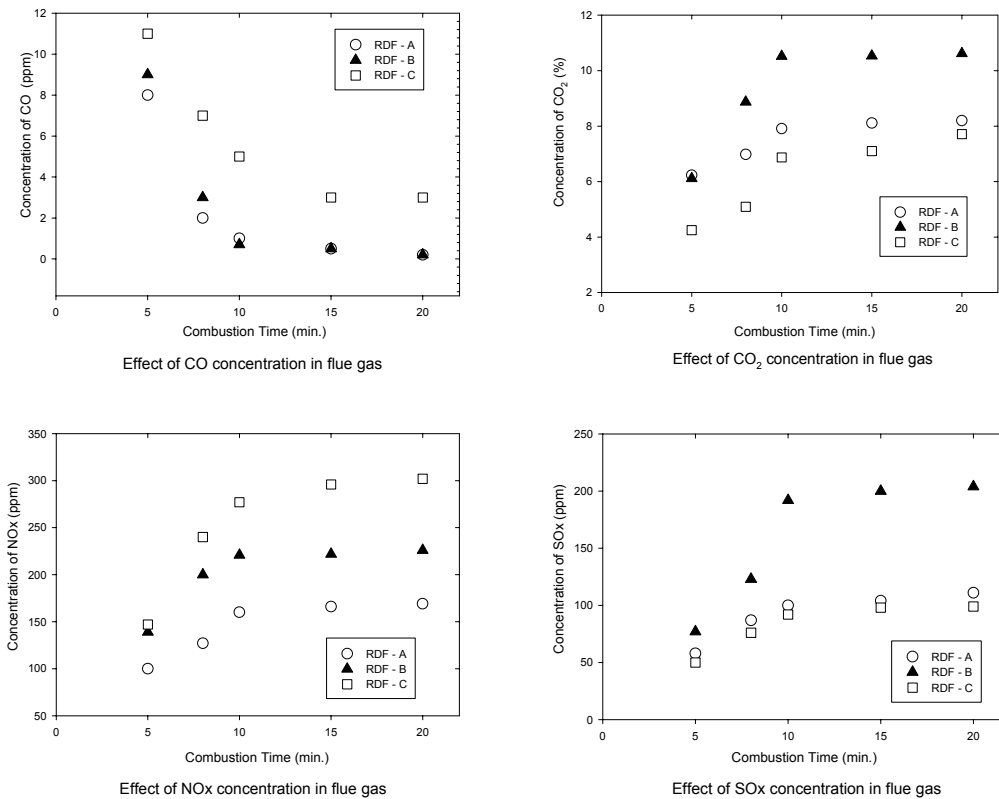 Concentration of CO (ppm)
12
10
8
6
4
2
0
RDF - A
RDF - B
RDF - C
0 5 10 15 20
Combustion Time (min.)
Effect of CO concentration in flue gas
Concentration of CO2 (%)
12
10
8
6
4
2
RDF - A
RDF - B
RDF - C
0 5 10 15 20
Combustion Time (min.)
Effect of CO2 concentration in flue gas
Concentration of NOx (ppm)
350
300
250
200
150
100
50
RDF - A
RDF - B
RDF - C
0 5 10 15 20
Combustion Time (min.)
Effect of NOx concentration in flue gas
Concentration of SOx (ppm)
250
200
150
100
50
0
RDF - A
RDF - B
RDF - C
0 5 10 15 20
Combustion Time (min.)
Effect of SOx concentration in flue gas